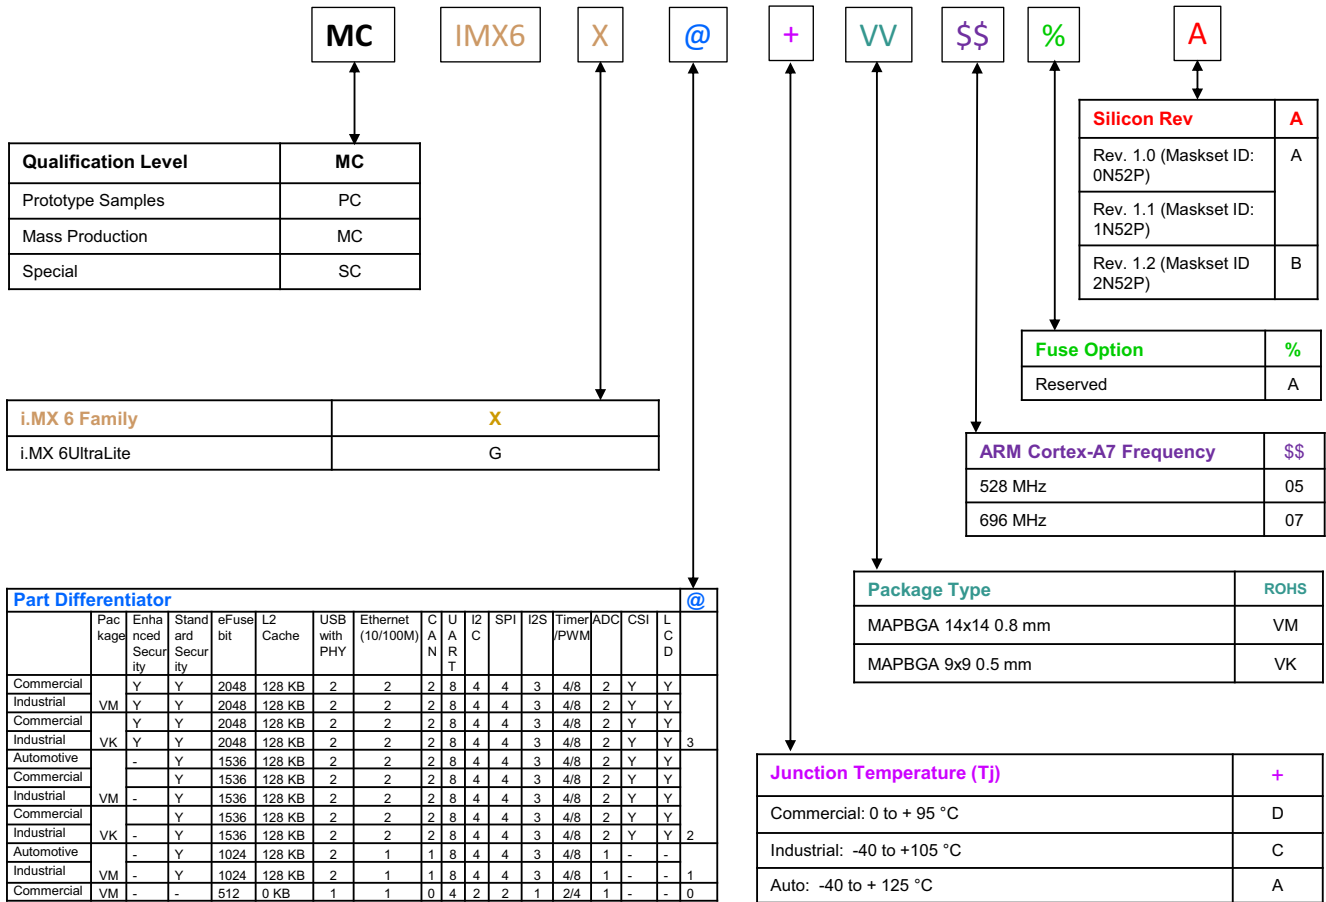 MC IMX6 X @ + VV $$ % A
Silicon Rev A
Rev. 1.0 (Maskset ID: 0N52P) A
Rev. 1.1 (Maskset ID: 1N52P)
Rev. 1.2 (Maskset ID 2N52P) B
Qualification Level MC
Prototype Samples PC
Mass Production MC
Special SC
Fuse Option %
Reserved A
i.MX 6 Family X
i.MX 6UltraLite G
ARM Cortex-A7 Frequency $$
528 MHz 05
696 MHz 07
Package Type ROHS
MAPBGA 14x14 0.8 mm VM
MAPBGA 9x9 0.5 mm VK
Part Differentiator @
Package Enhanced Security Standard Security eFuse bit L2 Cache USB with PHY Ethernet (10/100M) CAN UART I2C SPI I2S Timer/PWM ADC CSI LCD
Commercial Y Y 2048 128 KB 2 2 2 8 4 4 3 4/8 2 Y Y
Industrial VM Y Y 2048 128 KB 2 2 2 8 4 4 3 4/8 2 Y Y
Commercial Y Y 2048 128 KB 2 2 2 8 4 4 3 4/8 2 Y Y
Industrial VK Y Y 2048 128 KB 2 2 2 8 4 4 3 4/8 2 Y Y 3
Automotive - Y 1536 128 KB 2 2 2 8 4 4 3 4/8 2 Y Y
Commercial Y 1536 128 KB 2 2 2 8 4 4 3 4/8 2 Y Y
Industrial VM - Y 1536 128 KB 2 2 2 8 4 4 3 4/8 2 Y Y
Commercial Y 1536 128 KB 2 2 2 8 4 4 3 4/8 2 Y Y
Industrial VK - Y 1536 128 KB 2 2 2 8 4 4 3 4/8 2 Y Y 2
Automotive - Y 1024 128 KB 2 1 1 8 4 4 3 4/8 1 - -
Industrial VM - Y 1024 128 KB 2 1 1 8 4 4 3 4/8 1 - - 1
Commercial VM - - 512 0 KB 1 1 0 4 2 2 1 2/4 1 - - 0
Junction Temperature (Tj) +
Commercial: 0 to + 95 °C D
Industrial: -40 to +105 °C C
Auto: -40 to + 125 °C A